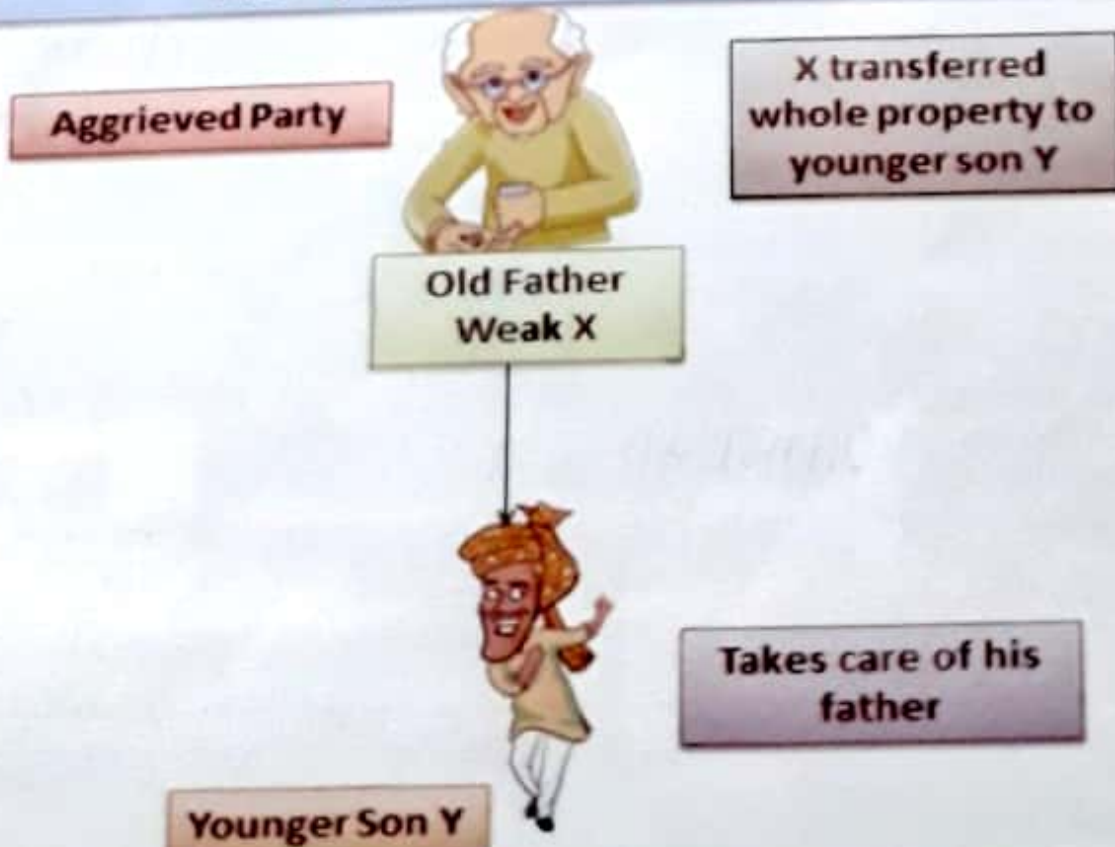 Aggrieved Party
X transferred
whole property to
younger son Y
Old Father
Weak X
Takes care of his
father
Younger Son Y